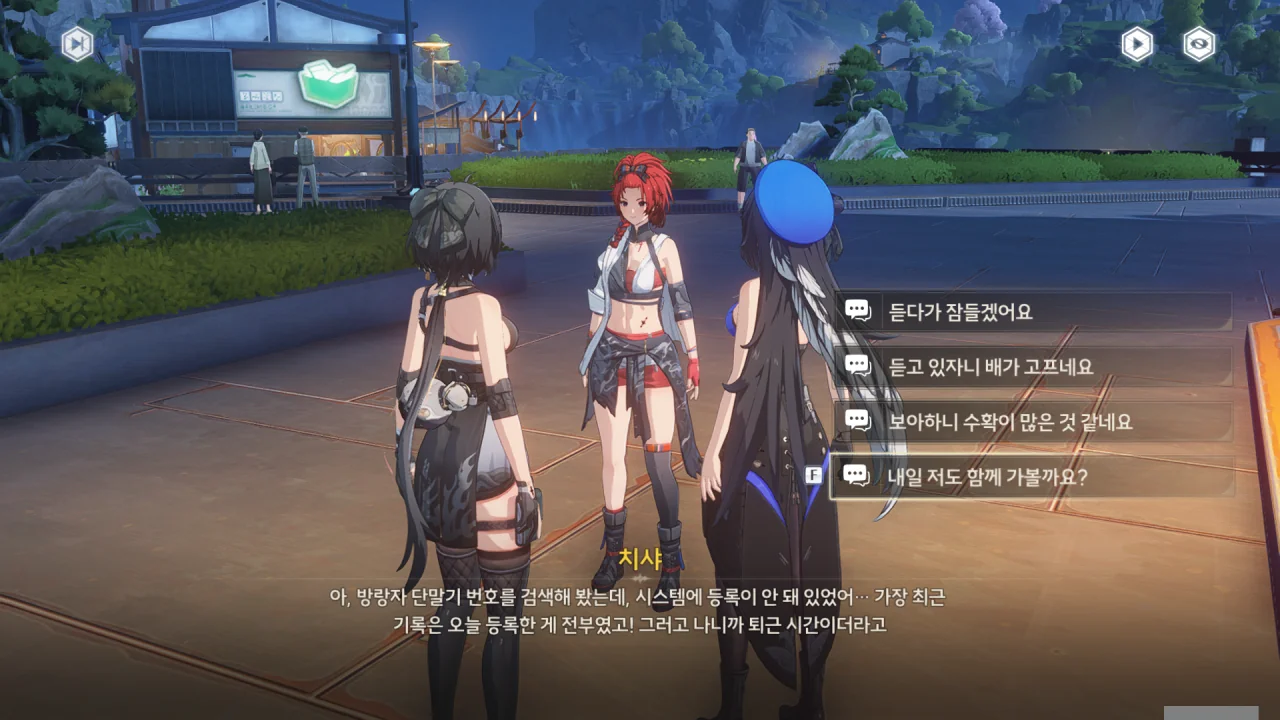 듣다가 잠들겠어요
듣고 있자니 배가 고프네요
보아하니 수확이 많은 것 같네요
F
내일 저도 함께 가볼까요?
치샤
아, 방랑자 단말기 번호를 검색해 봤는데, 시스템에 등록이 안 돼 있었어… 가장 최근
기록은 오늘 등록한 게 전부였고! 그러고 나니까 퇴근 시간이더라고